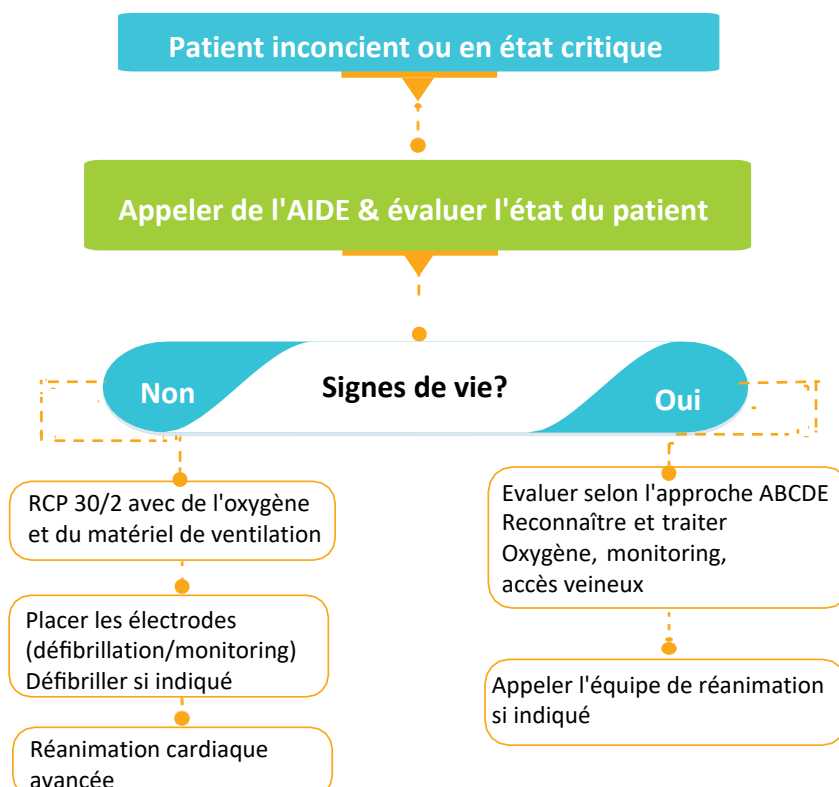 Patient inconcient ou en état critique
Appeler de l'AIDE & évaluer l'état du patient
Signes de vie?
Non
Oui
RCP 30/2 avec de l'oxygène
et du matériel de ventilation
Placer les électrodes
(défibrillation/monitoring)
Défibriller si indiqué
Réanimation cardiaque
avancée
Evaluer selon l'approche ABCDE
Reconnaître et traiter
Oxygène, monitoring,
accès veineux
Appeler l'équipe de réanimation
si indiqué